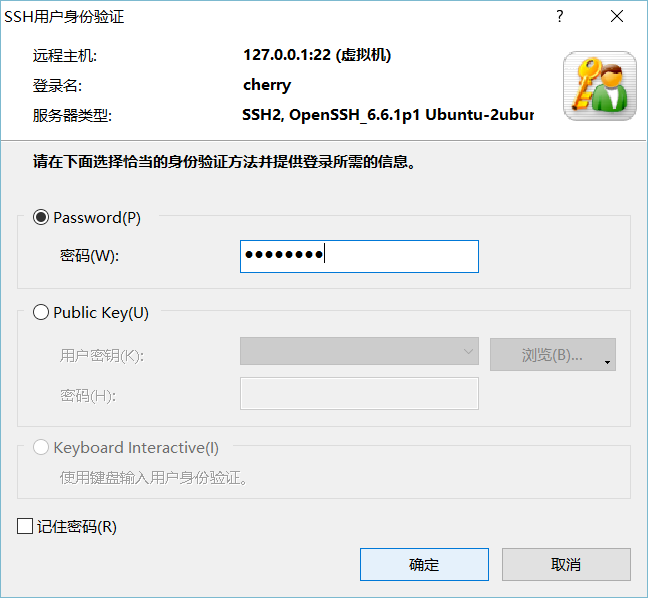 SSH用户身份验证
远程主机: 127.0.0.1:22 (虚拟机)
登录名: cherry
服务器类型: SSH2, OpenSSH_6.6.1p1 Ubuntu-2ubur
请在下面选择恰当的身份验证方法并提供登录所需的信息。
Password(P)
密码(W): ●●●●●●●●
Public Key(U)
用户密钥(K): 浏览(B)...
密码(H):
Keyboard Interactive(I)
使用键盘输入用户身份验证。
记住密码(R)
确定 取消